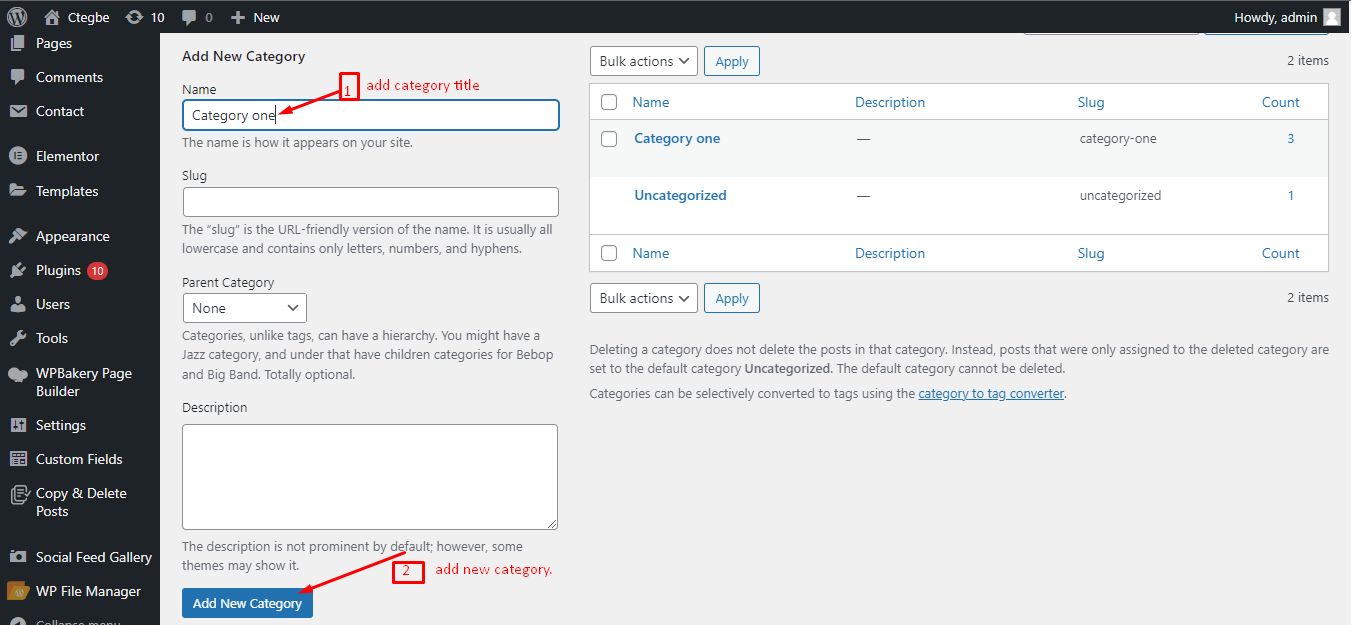 Ctegbe 10 0 New Howdy, admin
Pages
Comments
Contact
Elementor
Templates
Appearance
Plugins 10
Users
Tools
WPBakery Page
Builder
Settings
Custom Fields
Copy & Delete
Posts
Social Feed Gallery
WP File Manager
Collapse menu
Add New Category
Name
1 add category title
Category one
The name is how it appears on your site.
Slug
The “slug” is the URL-friendly version of the name. It is usually all
lowercase and contains only letters, numbers, and hyphens.
Parent Category
None
Categories, unlike tags, can have a hierarchy. You might have a
Jazz category, and under that have children categories for Bebop
and Big Band. Totally optional.
Description
The description is not prominent by default; however, some
themes may show it.
2 add new category.
Add New Category
Bulk actions Apply 2 items
Name Description Slug Count
Category one — category-one 3
Uncategorized — uncategorized 1
Name Description Slug Count
Bulk actions Apply 2 items
Deleting a category does not delete the posts in that category. Instead, posts that were only assigned to the deleted category are
set to the default category Uncategorized. The default category cannot be deleted.
Categories can be selectively converted to tags using the category to tag converter.